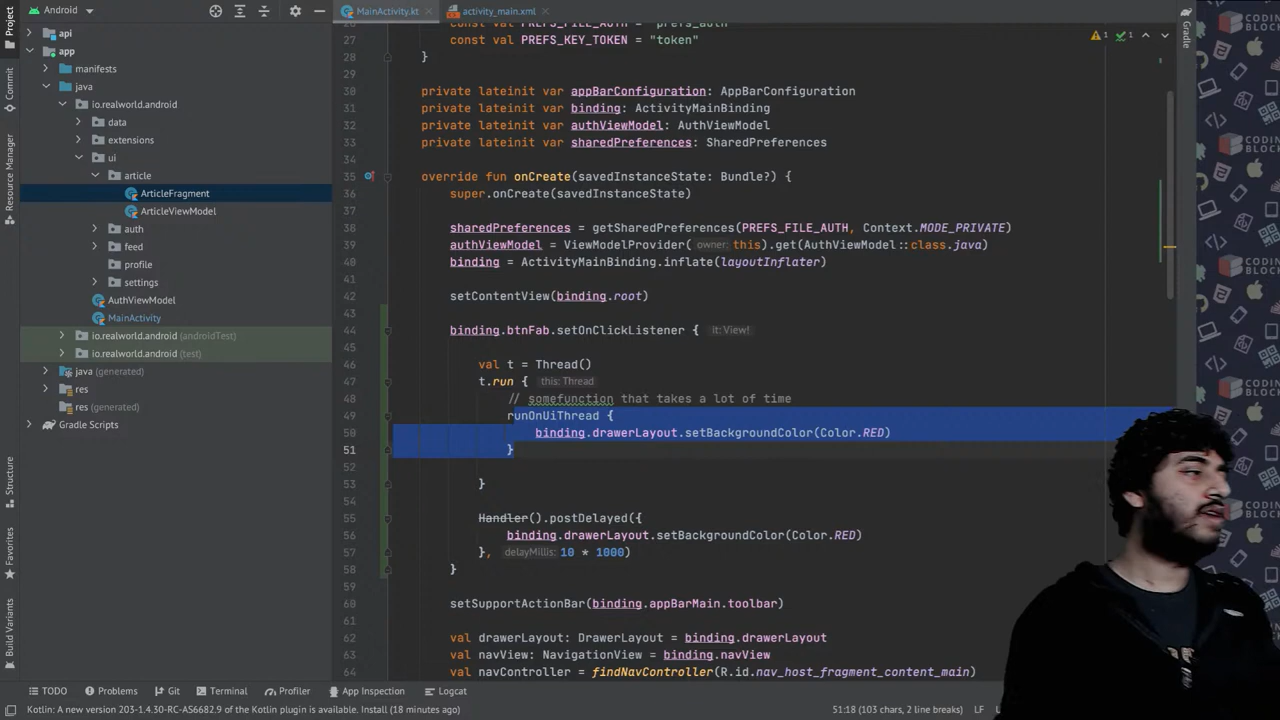 Project
Android
MainActivity.kt
activity_main.xml
Gradle
api
app
manifests
java
io.realworld.android
data
extensions
ui
article
ArticleFragment
ArticleViewModel
auth
feed
profile
settings
AuthViewModel
MainActivity
io.realworld.android (androidTest)
io.realworld.android (test)
java (generated)
res
res (generated)
Gradle Scripts
Commit
Resource Manager
Structure
Favorites
Build Variants
27 const val PREFS_KEY_TOKEN = "token"
28 }
29
30 private lateinit var appBarConfiguration: AppBarConfiguration
31 private lateinit var binding: ActivityMainBinding
32 private lateinit var authViewModel: AuthViewModel
33 private lateinit var sharedPreferences: SharedPreferences
34
35 override fun onCreate(savedInstanceState: Bundle?) {
36 super.onCreate(savedInstanceState)
37
38 sharedPreferences = getSharedPreferences(PREFS_FILE_AUTH, Context.MODE_PRIVATE)
39 authViewModel = ViewModelProvider( owner: this).get(AuthViewModel::class.java)
40 binding = ActivityMainBinding.inflate(layoutInflater)
41
42 setContentView(binding.root)
43
44 binding.btnFab.setOnClickListener { it: View!
45
46 val t = Thread()
47 t.run { this: Thread
48 // somefunction that takes a lot of time
49 runOnUiThread {
50 binding.drawerLayout.setBackgroundColor(Color.RED)
51 }
52
53 }
54
55 Handler().postDelayed({
56 binding.drawerLayout.setBackgroundColor(Color.RED)
57 }, delayMillis: 10 * 1000)
58 }
59
60 setSupportActionBar(binding.appBarMain.toolbar)
61
62 val drawerLayout: DrawerLayout = binding.drawerLayout
63 val navView: NavigationView = binding.navView
64 val navController = findNavController(R.id.nav_host_fragment_content_main)
1 1
TODO Problems Git Terminal Profiler App Inspection Logcat
Kotlin: A new version 203-1.4.30-RC-AS6682.9 of the Kotlin plugin is available. Install (18 minutes ago)
51:18 (103 chars, 2 line breaks) LF